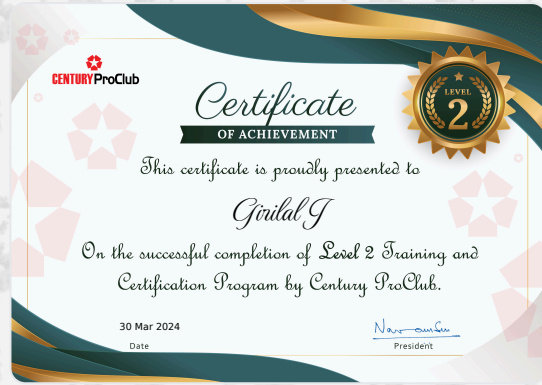 CENTURY ProClub
Certificate
OF ACHIEVEMENT
LEVEL
2
This certificate is proudly presented to
Girilal J
On the successful completion of Level 2 Training and
Certification Program by Century ProClub.
30 Mar 2024
Date
President